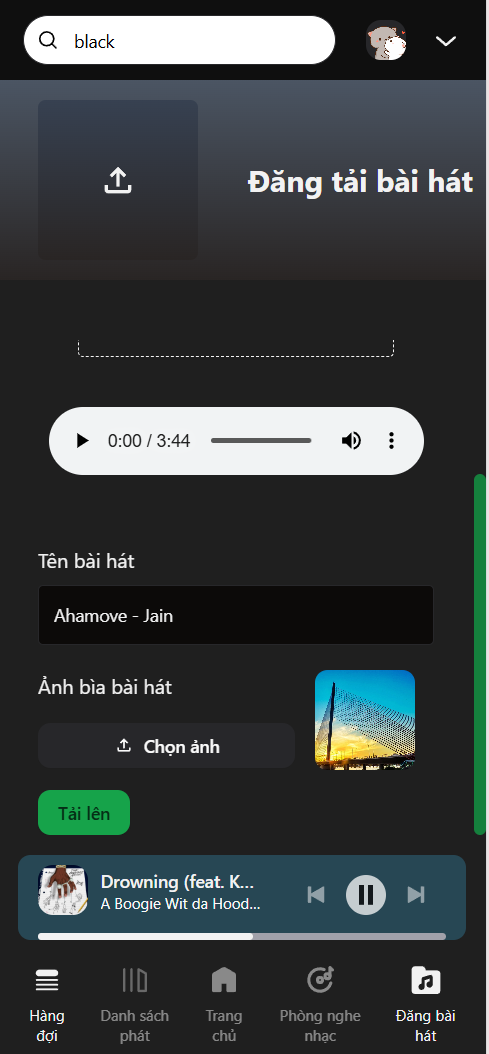 black
Đăng tải bài hát
0:00 / 3:44
Tên bài hát
Ahamove - Jain
Ảnh bìa bài hát
Chọn ảnh
Tải lên
Drowning (feat. K...
A Boogie Wit da Hood...
Hàng
đợi
Danh sách
phát
Trang
chủ
Phòng nghe
nhạc
Đăng bài
hát